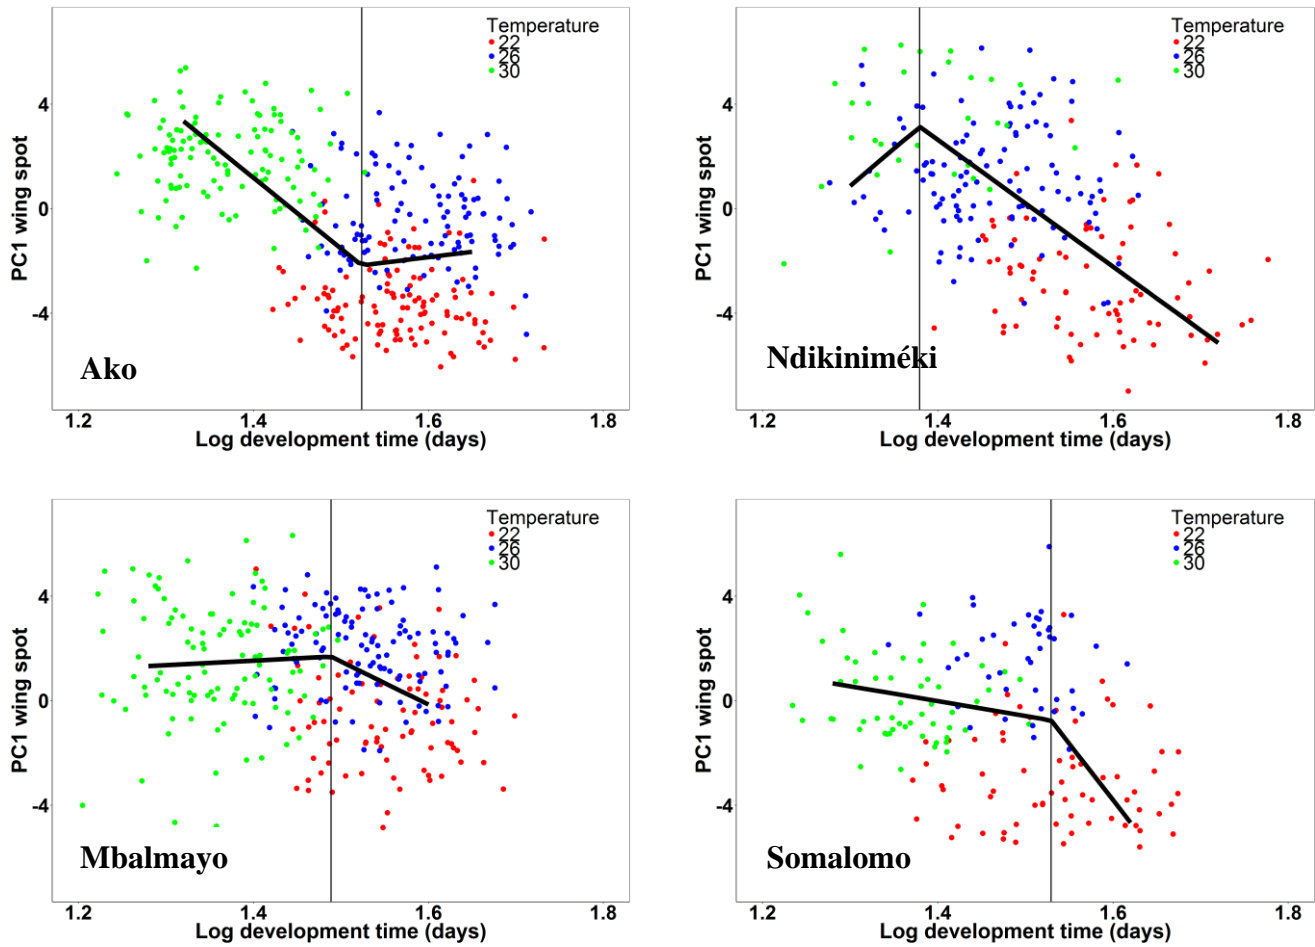 Temperature
22
26
30
4
0
-4
PC1 wing spot
Ako
1.2 1.4 1.6 1.8
Log development time (days)
Temperature
22
26
30
4
0
-4
PC1 wing spot
Ndikiniméki
1.2 1.4 1.6 1.8
Log development time (days)
Temperature
22
26
30
4
0
-4
PC1 wing spot
Mbalmayo
1.2 1.4 1.6 1.8
Log development time (days)
Temperature
22
26
30
4
0
-4
PC1 wing spot
Somalomo
1.2 1.4 1.6 1.8
Log development time (days)